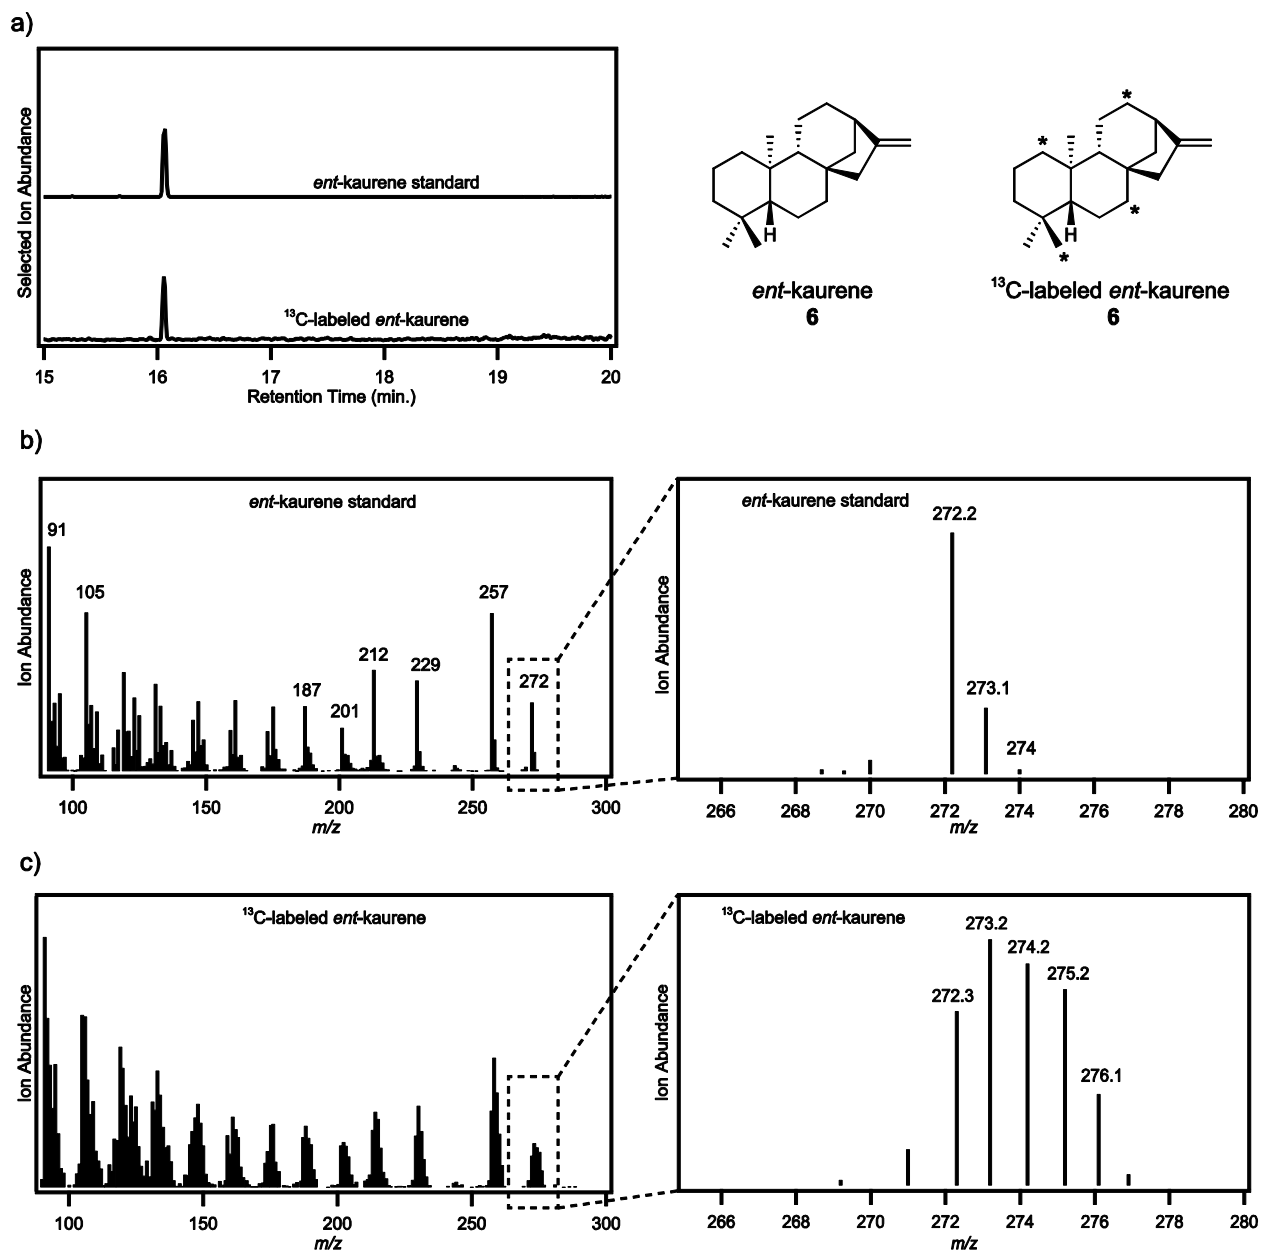 a)
Selected Ion Abundance
ent-kaurene standard
13C-labeled ent-kaurene
15 16 17 18 19 20
Retention Time (min.)
H
ent-kaurene
6
*
*
*
H
*
13C-labeled ent-kaurene
6
b)
Ion Abundance
ent-kaurene standard
91
105
187
201
212
229
257
272
100 150 200 250 300
m/z
Ion Abundance
ent-kaurene standard
272.2
273.1
274
266 268 270 272 274 276 278 280
m/z
c)
Ion Abundance
13C-labeled ent-kaurene
100 150 200 250 300
m/z
Ion Abundance
13C-labeled ent-kaurene
272.3
273.2
274.2
275.2
276.1
266 268 270 272 274 276 278 280
m/z